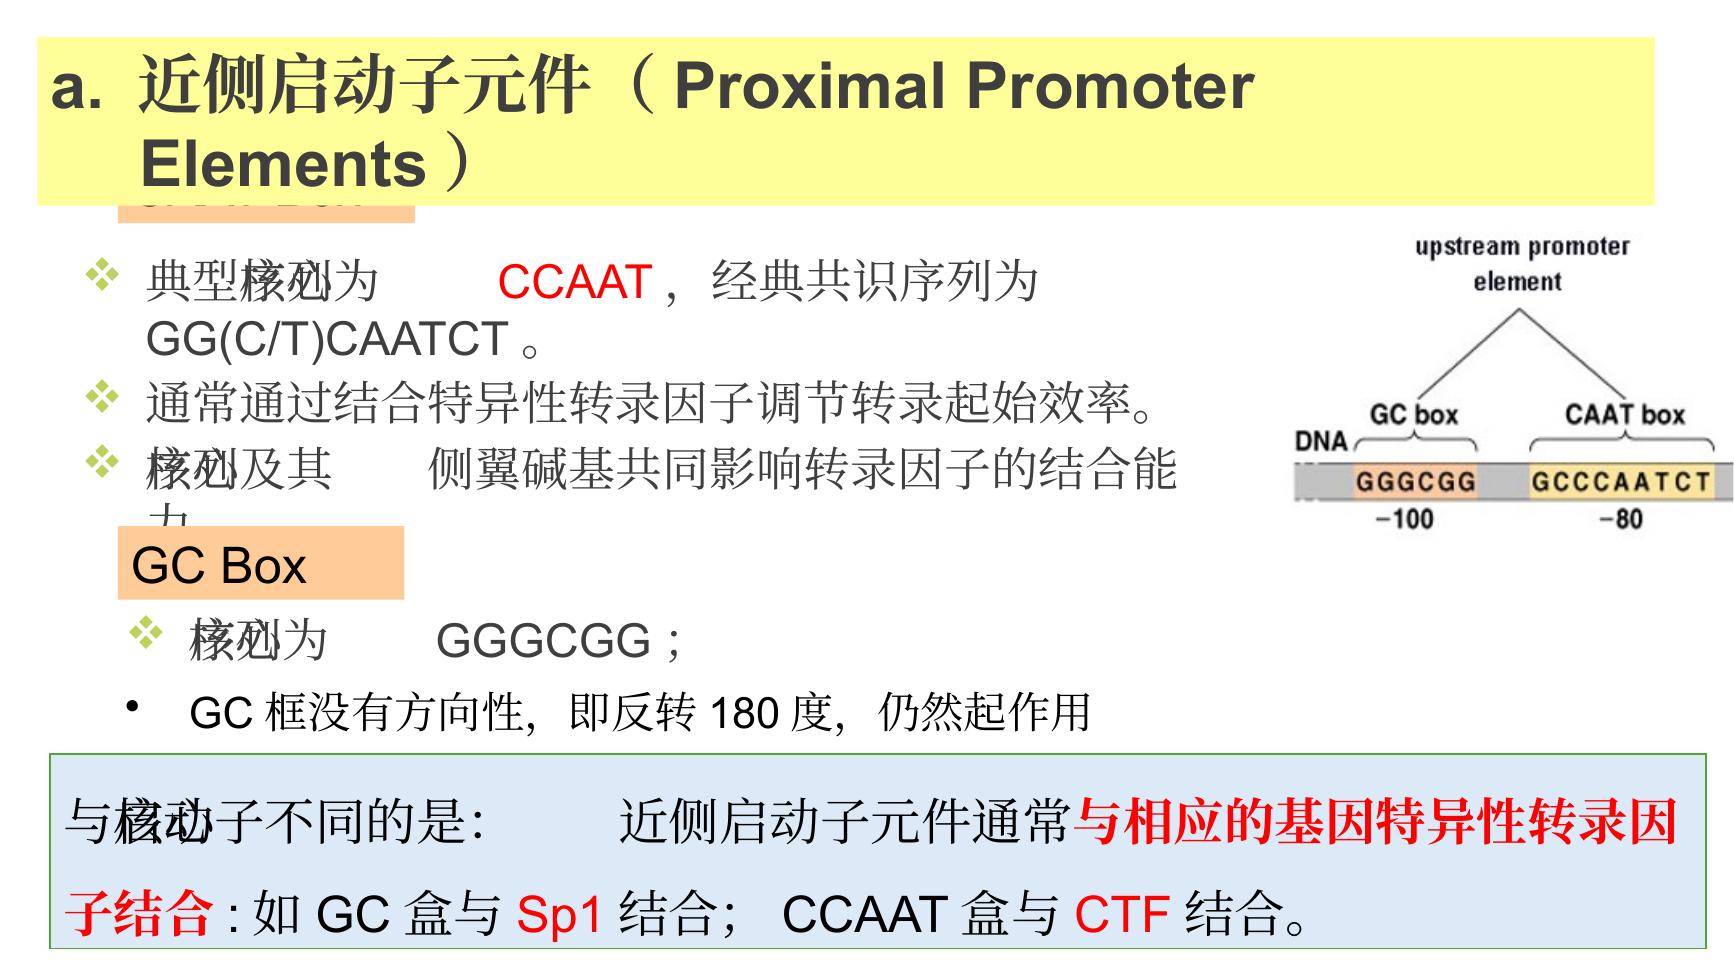 a. 近侧启动子元件（Proximal Promoter
Elements）
典型核心序列为 CCAAT，经典共识序列为
GG(C/T)CAATCT。
通常通过结合特异性转录因子调节转录起始效率。
核心序列及其侧翼碱基共同影响转录因子的结合能
力
GC Box
核心序列为 GGGCGG；
• GC 框没有方向性，即反转 180 度，仍然起作用
与核心启动子不同的是：近侧启动子元件通常与相应的基因特异性转录因
子结合：如 GC 盒与 Sp1 结合； CCAAT 盒与 CTF 结合。
upstream promoter
element
GC box CAAT box
DNA
GGGCGG GCCCAATCT
−100 −80